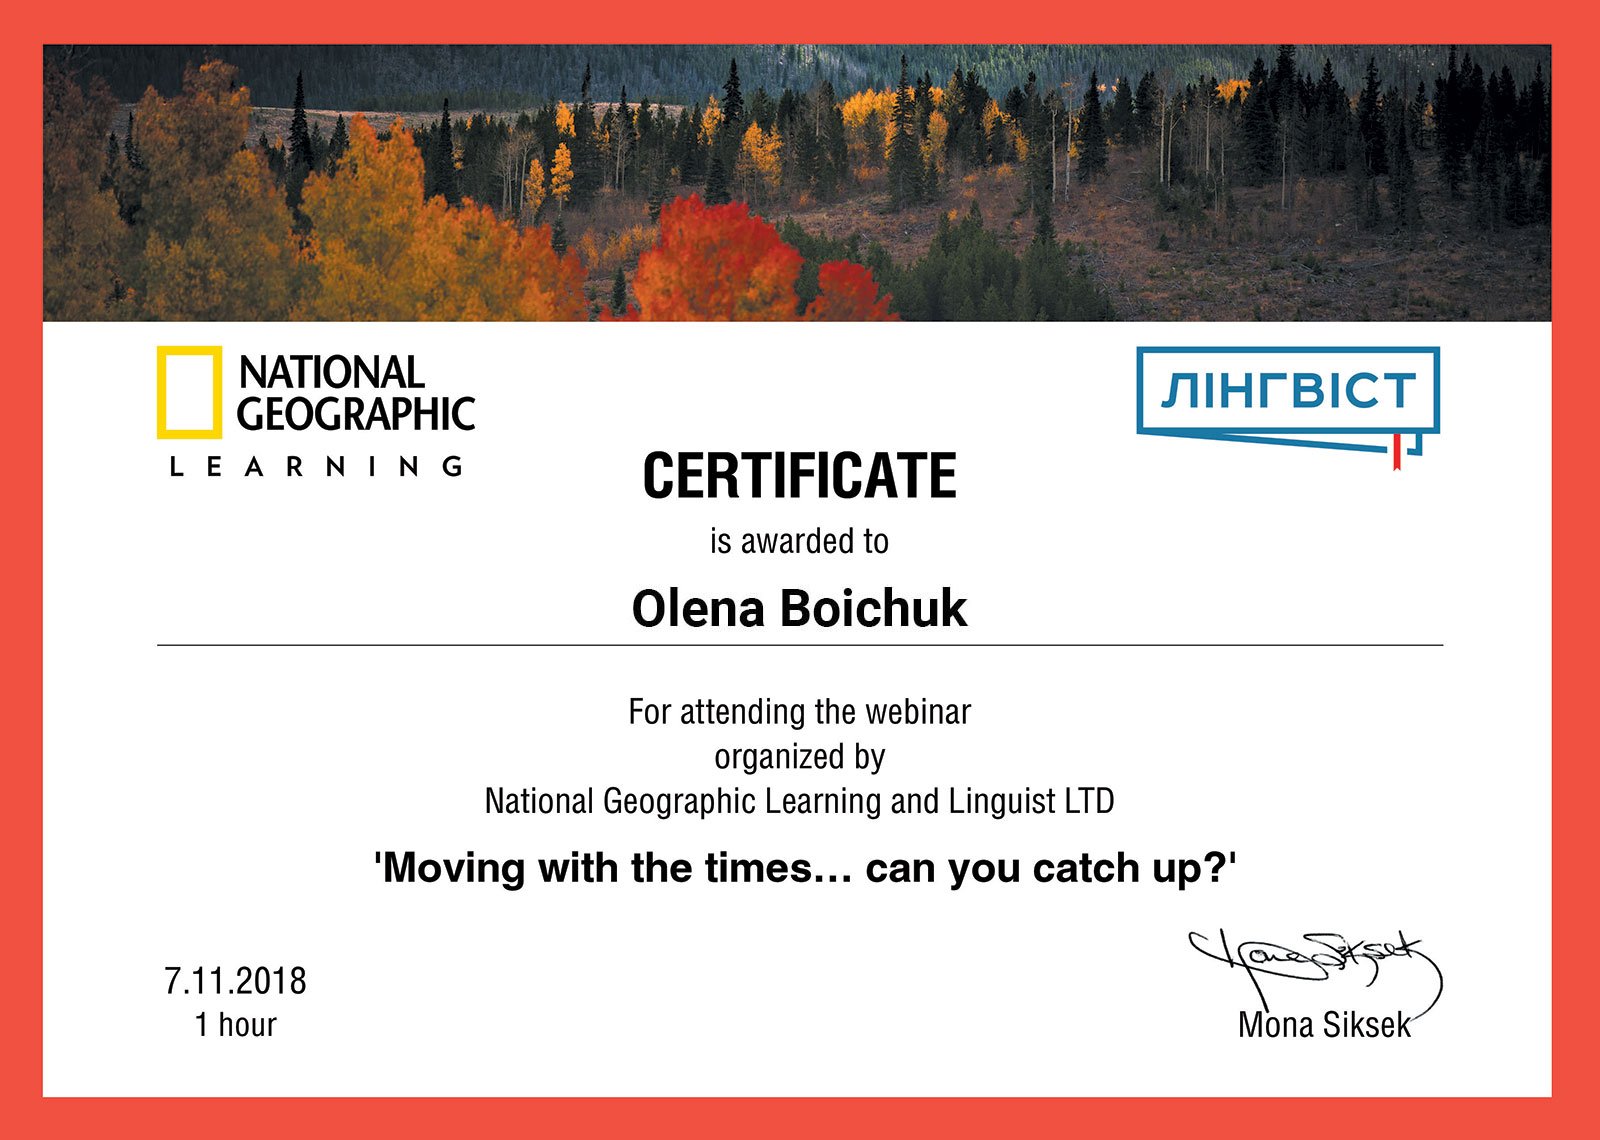 NATIONAL
GEOGRAPHIC
LEARNING
ЛІНГВІСТ
CERTIFICATE
is awarded to
Olena Boichuk
For attending the webinar
organized by
National Geographic Learning and Linguist LTD
'Moving with the times… can you catch up?'
7.11.2018
1 hour
Mona Siksek
Mona Siksek